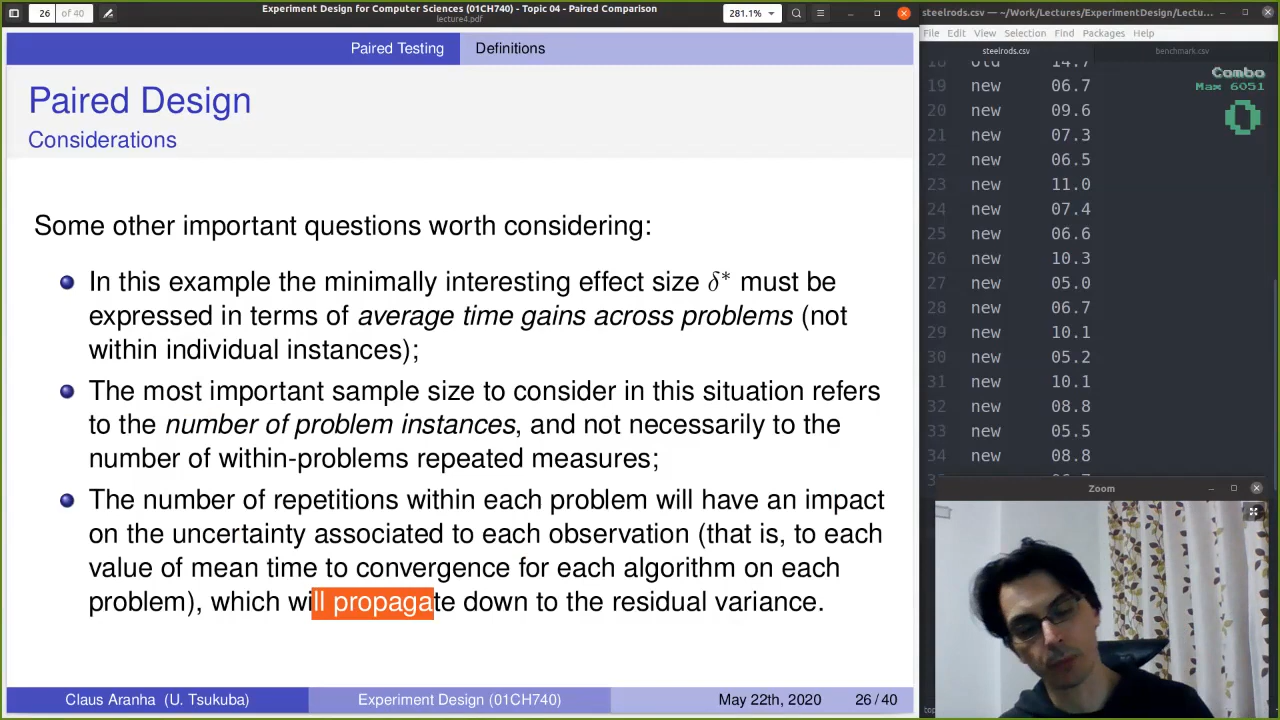 26 of 40
Experiment Design for Computer Sciences (01CH740) - Topic 04 - Paired Comparison
lecture4.pdf
281.1%
Paired Testing Definitions
Paired Design
Considerations
Some other important questions worth considering:
In this example the minimally interesting effect size δ* must be
expressed in terms of average time gains across problems (not
within individual instances);
The most important sample size to consider in this situation refers
to the number of problem instances, and not necessarily to the
number of within-problems repeated measures;
The number of repetitions within each problem will have an impact
on the uncertainty associated to each observation (that is, to each
value of mean time to convergence for each algorithm on each
problem), which will propagate down to the residual variance.
Claus Aranha (U. Tsukuba) Experiment Design (01CH740) May 22th, 2020 26 / 40
steelrods.csv — ~/Work/Lectures/ExperimentDesign/Lectu...
File Edit View Selection Find Packages Help
steelrods.csv benchmark.csv
Combo
Max 6051
0
18 old 14.7
19 new 06.7
20 new 09.6
21 new 07.3
22 new 06.5
23 new 11.0
24 new 07.4
25 new 06.6
26 new 10.3
27 new 05.0
28 new 06.7
29 new 10.1
30 new 05.2
31 new 10.1
32 new 08.8
33 new 05.5
34 new 08.8
Zoom